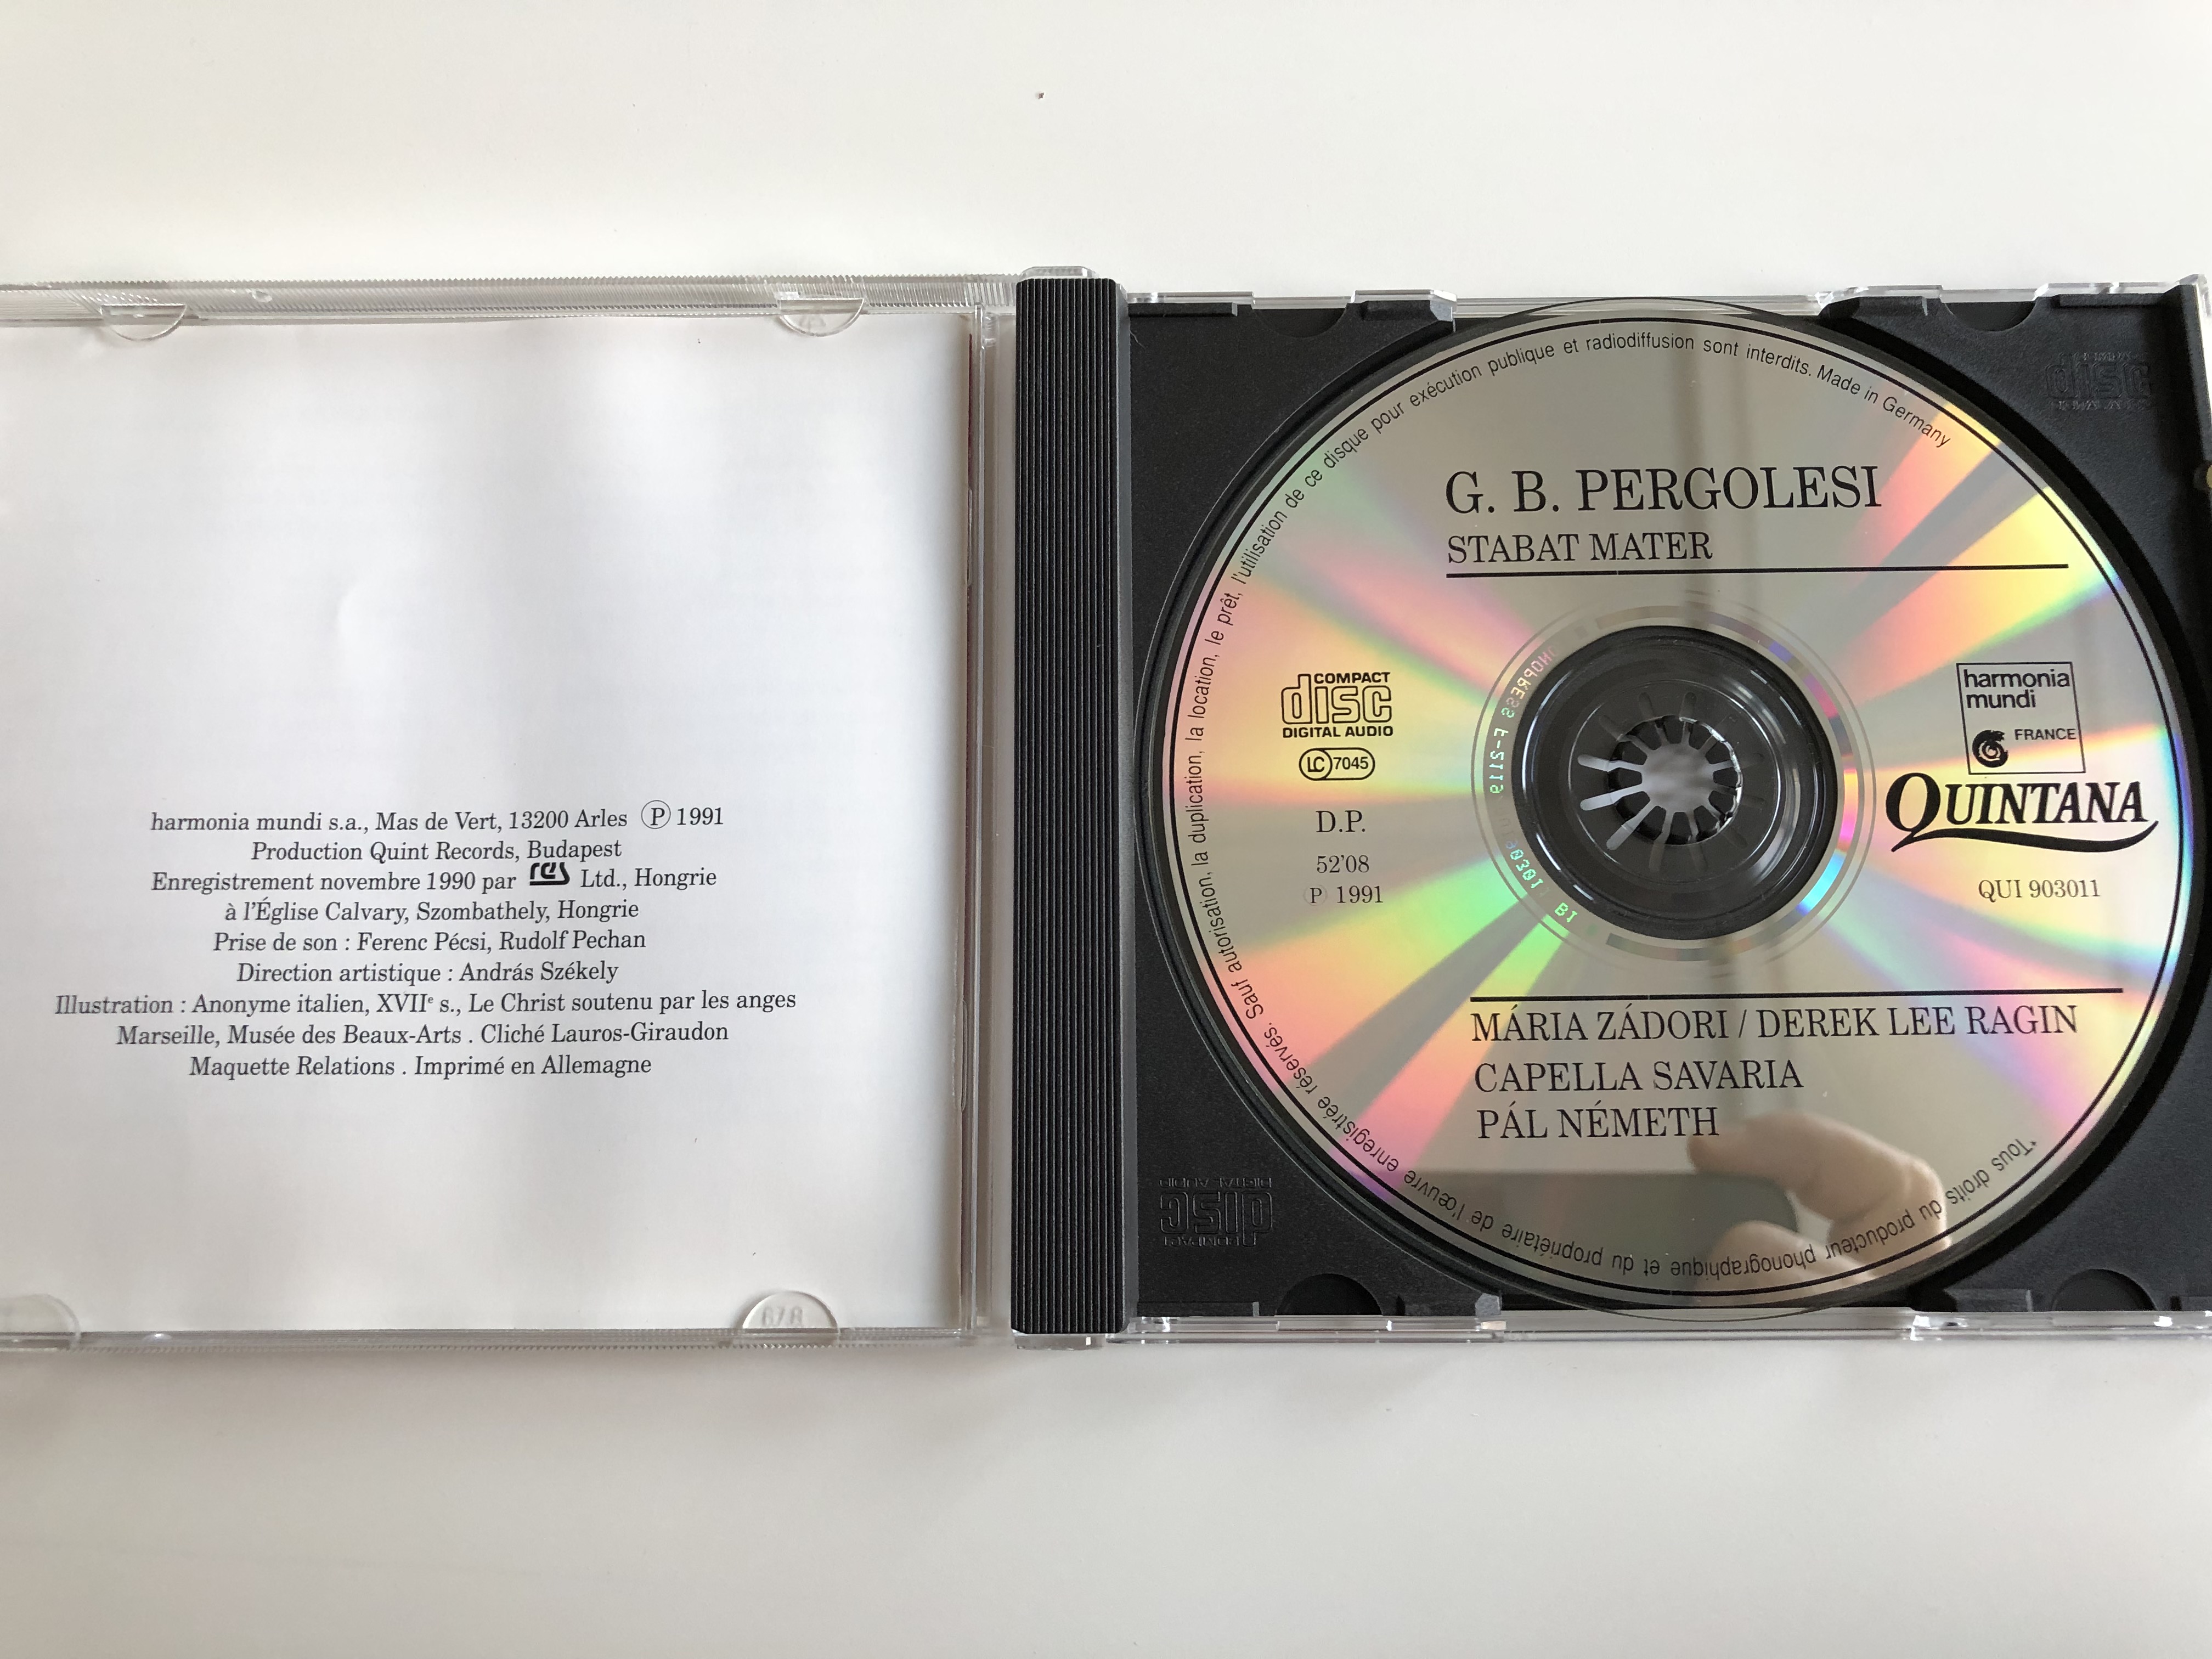 harmonia mundi s.a., Mas de Vert, 13200 Arles Ⓟ 1991
Production Quint Records, Budapest
Enregistrement novembre 1990 par Ltd., Hongrie
à l'Église Calvary, Szombathely, Hongrie
Prise de son : Ferenc Pécsi, Rudolf Pechan
Direction artistique : András Székely
Illustration : Anonyme italien, XVIIe s., Le Christ soutenu par les anges
Marseille, Musée des Beaux-Arts . Cliché Lauros-Giraudon
Maquette Relations . Imprimé en Allemagne
G. B. PERGOLESI
STABAT MATER
COMPACT
disc
DIGITAL AUDIO
LC 7045
D.P.
52'08
Ⓟ 1991
harmonia
mundi
FRANCE
QUINTANA
QUI 903011
MÁRIA ZÁDORI / DEREK LEE RAGIN
CAPELLA SAVARIA
PÁL NÉMETH
Tous droits du producteur phonographique et du propriétaire de l'œuvre enregistrée réservés. Sauf autorisation, la duplication, la location, le prêt, l'utilisation de ce disque pour exécution publique et radiodiffusion sont interdits. Made in Germany
disc
disc